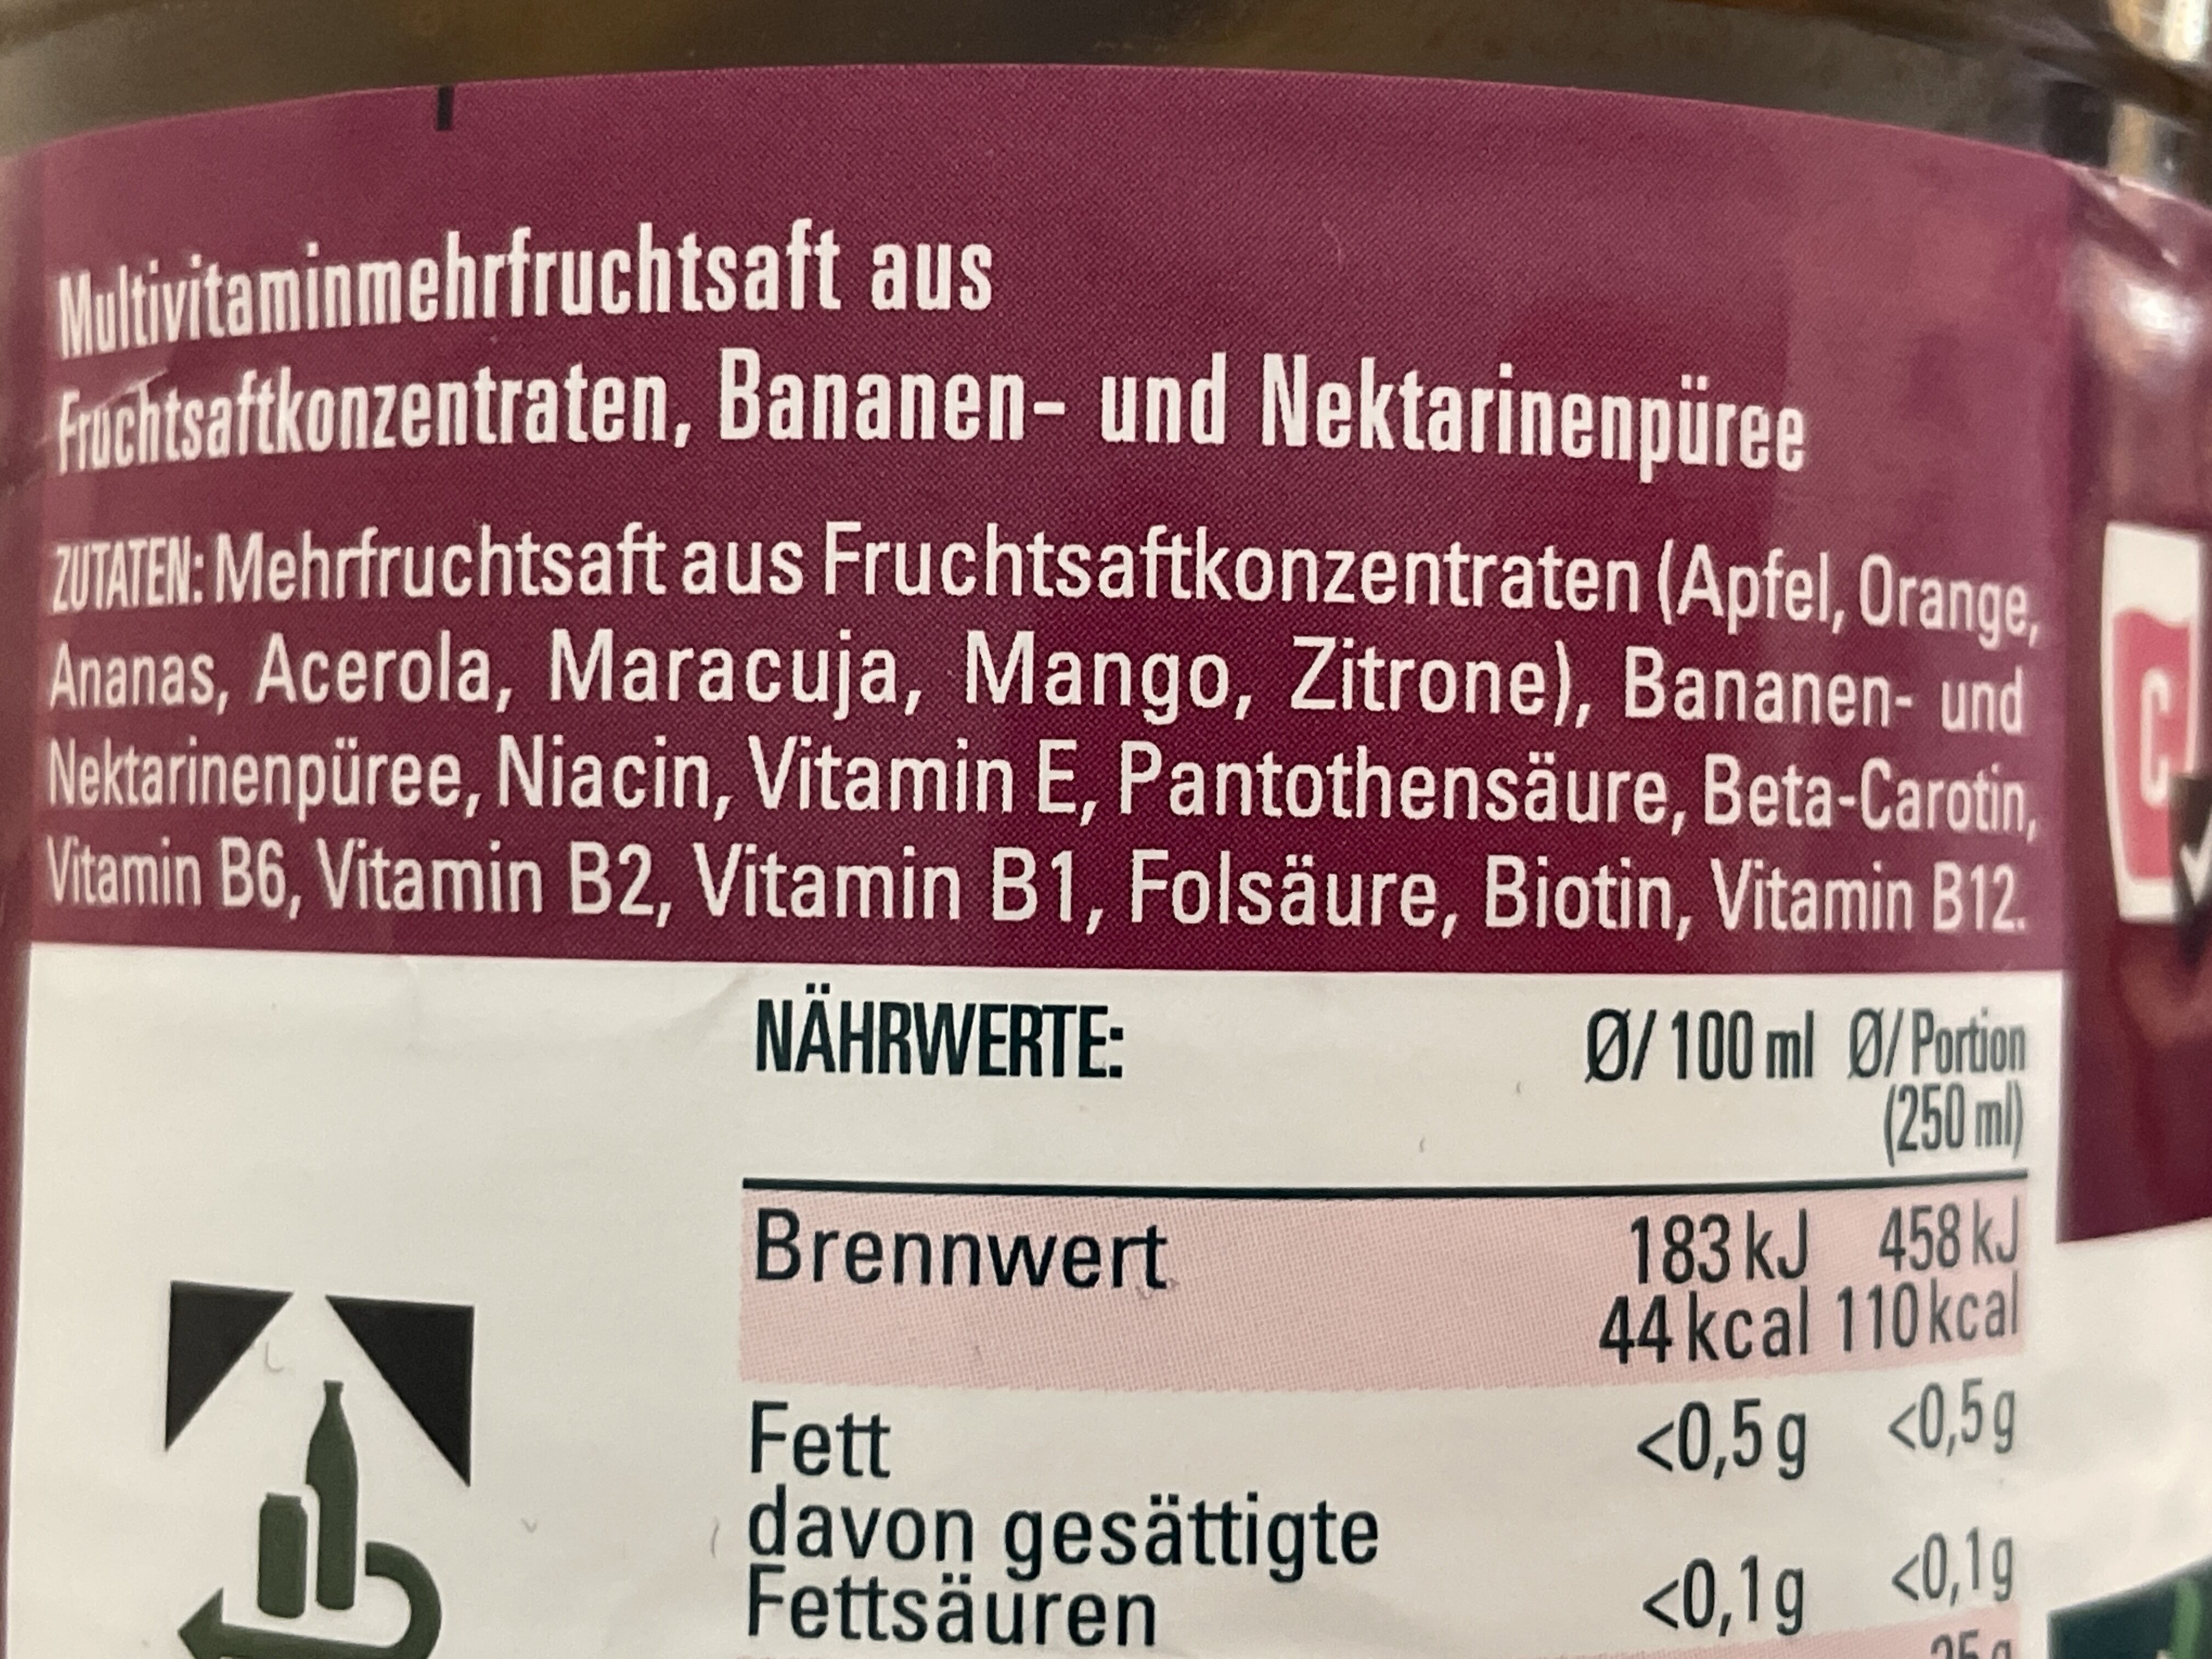 Multivitaminmehrfruchtsaft aus
Fruchtsaftkonzentraten, Bananen- und Nektarinenpüree
ZUTATEN: Mehrfruchtsaft aus Fruchtsaftkonzentraten (Apfel, Orange,
Ananas, Acerola, Maracuja, Mango, Zitrone), Bananen- und
Nektarinenpüree, Niacin, Vitamin E, Pantothensäure, Beta-Carotin,
Vitamin B6, Vitamin B2, Vitamin B1, Folsäure, Biotin, Vitamin B12.
C
NÄHRWERTE: Ø/ 100 ml Ø/ Portion
(250 ml)
Brennwert 183 kJ 458 kJ
44 kcal 110 kcal
Fett <0,5 g <0,5 g
davon gesättigte
Fettsäuren <0,1 g <0,1 g